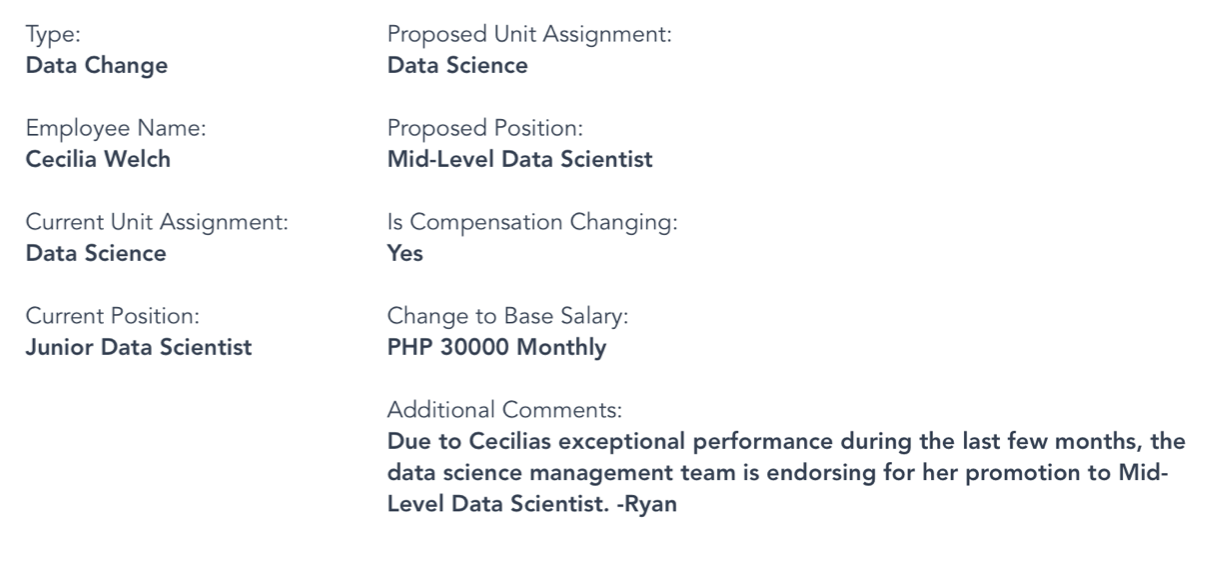 Type:
Data Change
Employee Name:
Cecilia Welch
Current Unit Assignment:
Data Science
Current Position:
Junior Data Scientist
Proposed Unit Assignment:
Data Science
Proposed Position:
Mid-Level Data Scientist
Is Compensation Changing:
Yes
Change to Base Salary:
PHP 30000 Monthly
Additional Comments:
Due to Cecilias exceptional performance during the last few months, the
data science management team is endorsing for her promotion to Mid-
Level Data Scientist. -Ryan